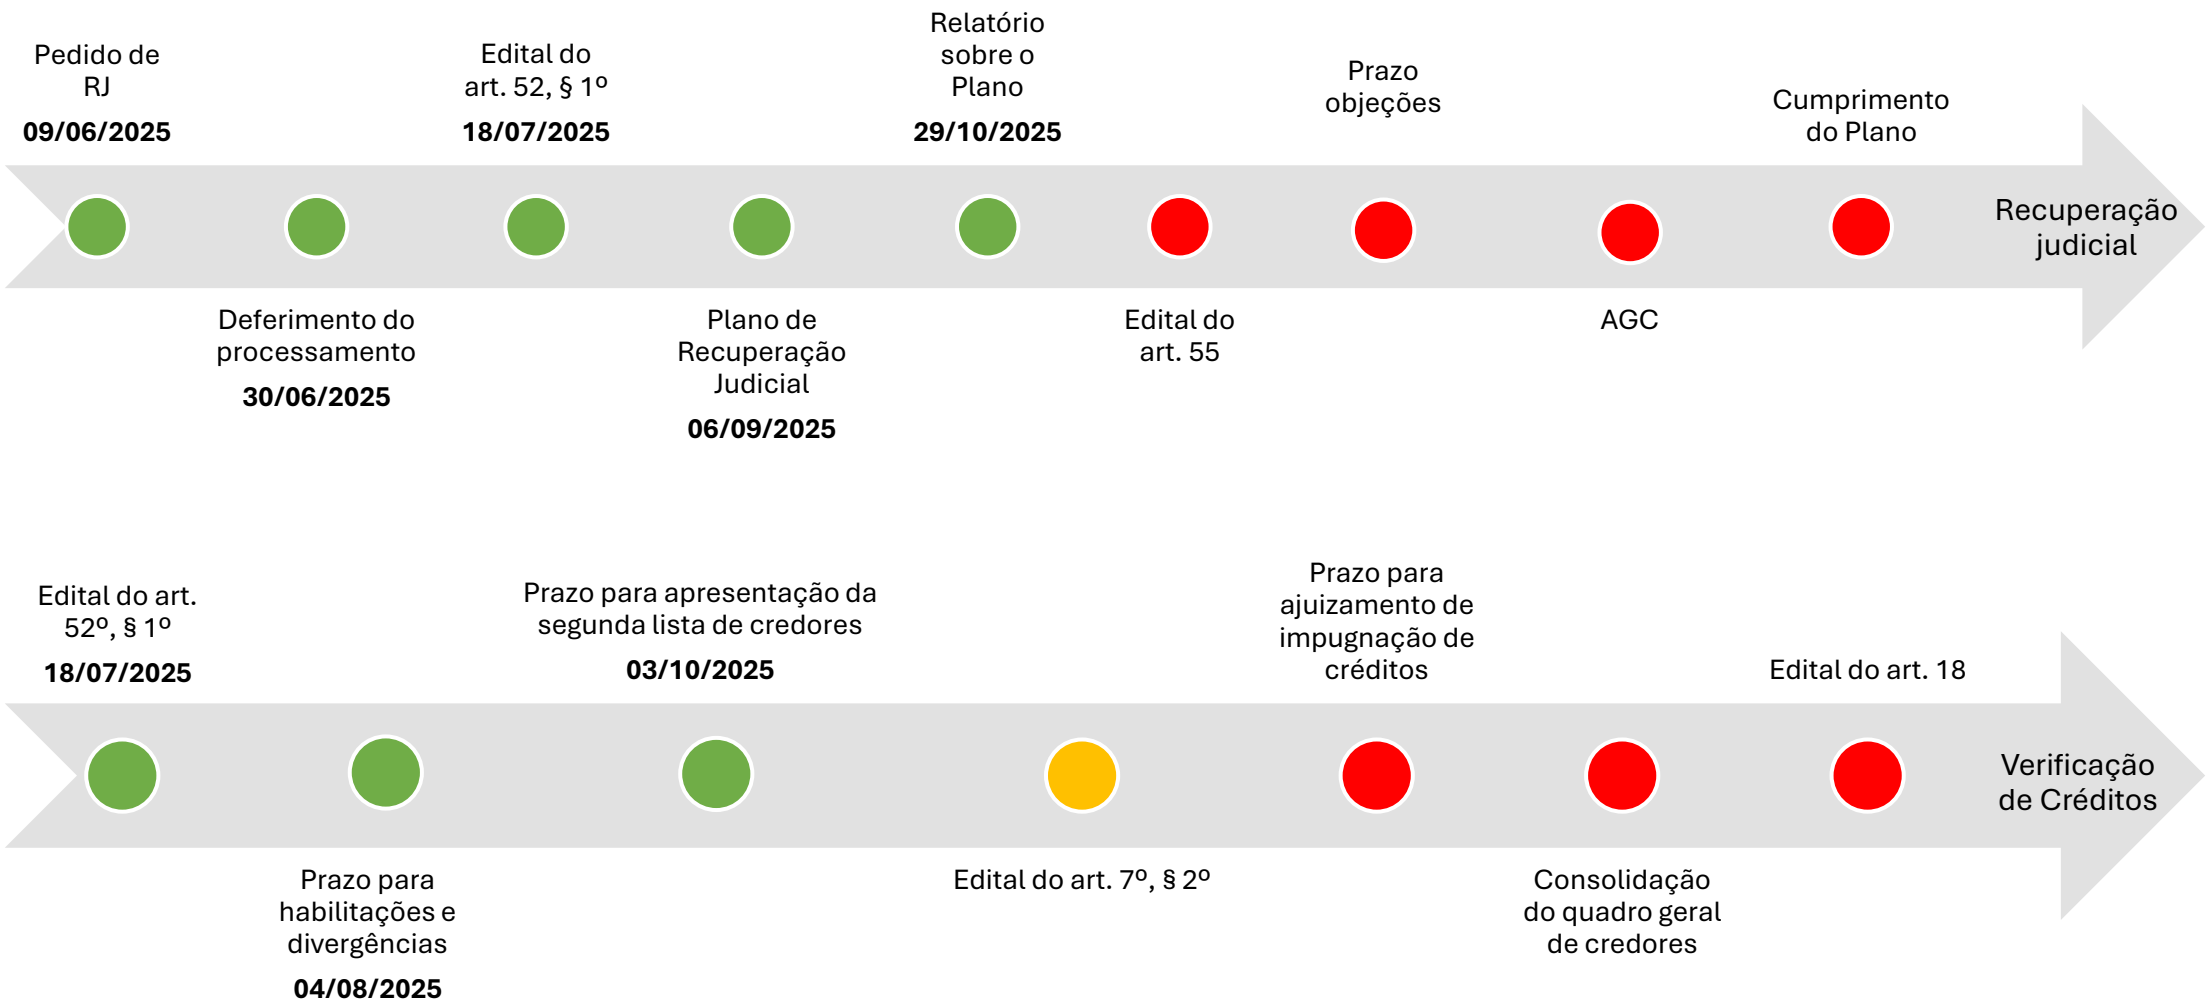 Pedido de
RJ
09/06/2025
Deferimento do
processamento
30/06/2025
Edital do
art. 52, § 1º
18/07/2025
Plano de
Recuperação
Judicial
06/09/2025
Relatório
sobre o
Plano
29/10/2025
Edital do
art. 55
Prazo
objeções
AGC
Cumprimento
do Plano
Recuperação
judicial
Edital do art.
52º, § 1º
18/07/2025
Prazo para
habilitações e
divergências
04/08/2025
Prazo para apresentação da
segunda lista de credores
03/10/2025
Edital do art. 7º, § 2º
Prazo para
ajuizamento de
impugnação de
créditos
Consolidação
do quadro geral
de credores
Edital do art. 18
Verificação
de Créditos